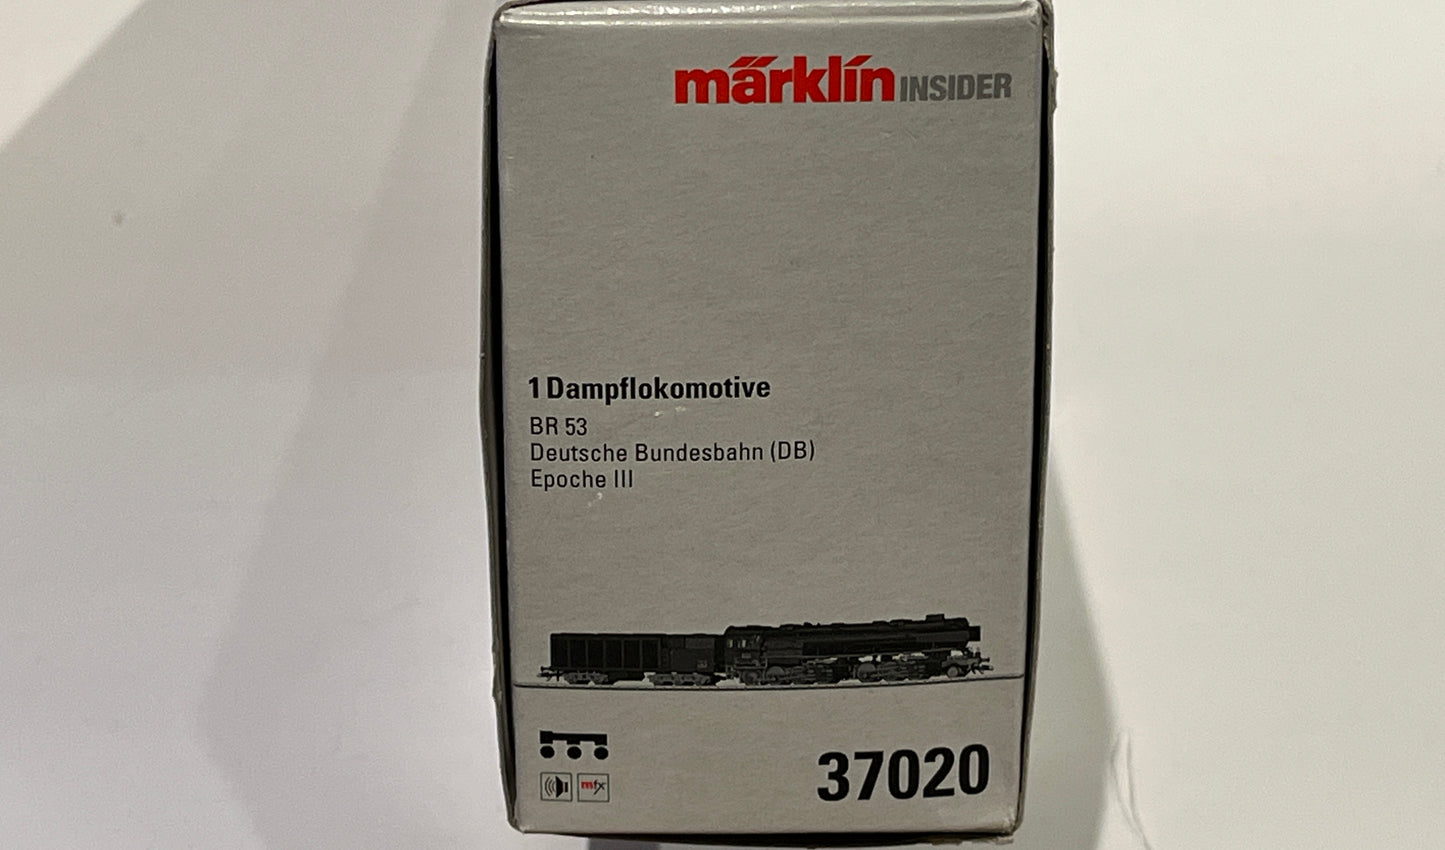 märklin INSIDER
1 Dampflokomotive
BR 53
Deutsche Bundesbahn (DB)
Epoche III
mfx
37020